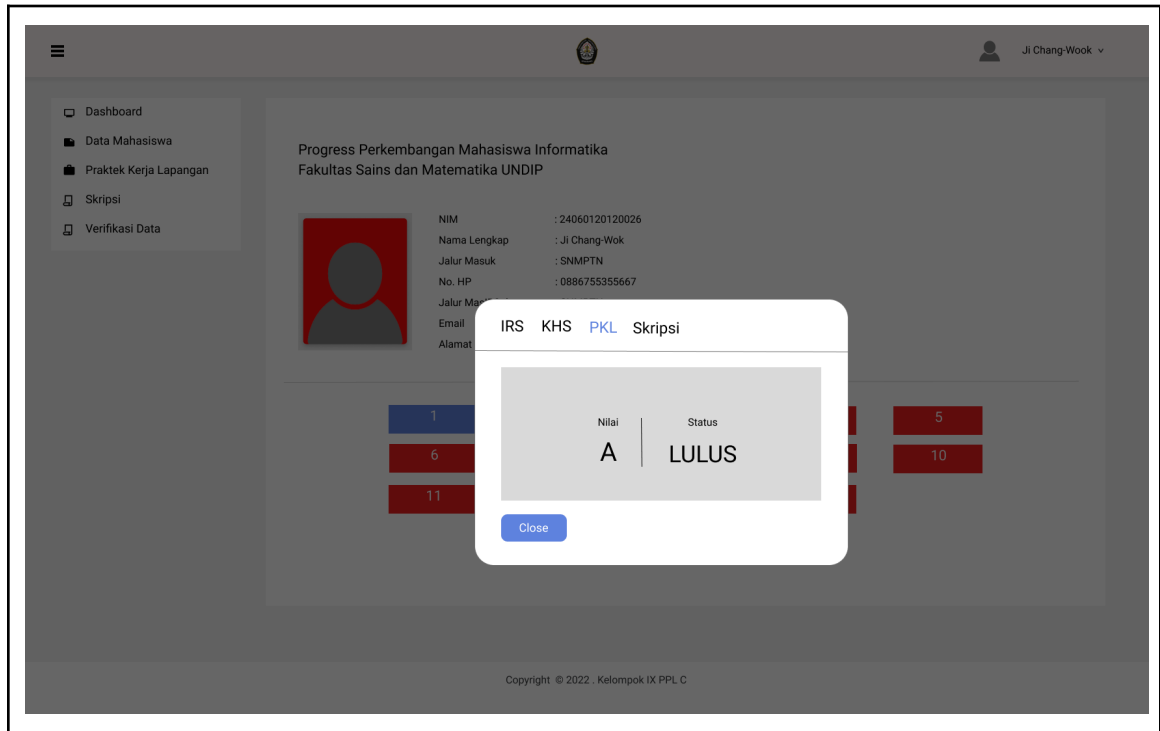 Ji Chang-Wook
Dashboard
Data Mahasiswa
Praktek Kerja Lapangan
Skripsi
Verifikasi Data
Progress Perkembangan Mahasiswa Informatika
Fakultas Sains dan Matematika UNDIP
NIM : 24060120120026
Nama Lengkap : Ji Chang-Wok
Jalur Masuk : SNMPTN
No. HP : 0886755355667
Jalur
Email
Alamat
IRS KHS PKL Skripsi
Nilai Status
A LULUS
Close
1 5
6 10
11
Copyright © 2022 . Kelompok IX PPL C